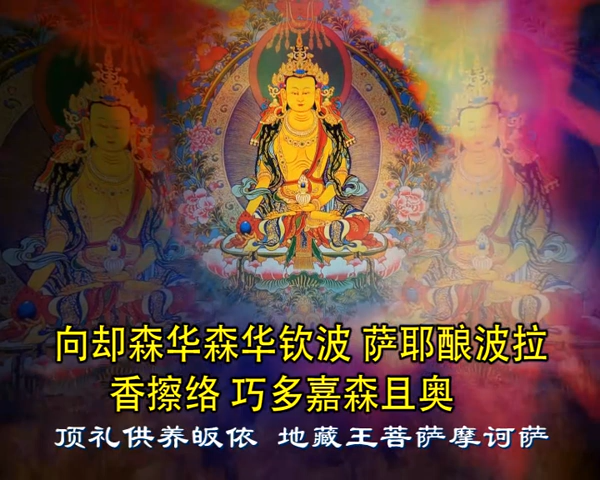 向却森华森华钦波 萨耶酿波拉
香擦络 巧多嘉森且奥
顶礼供养皈依 地藏王菩萨摩诃萨